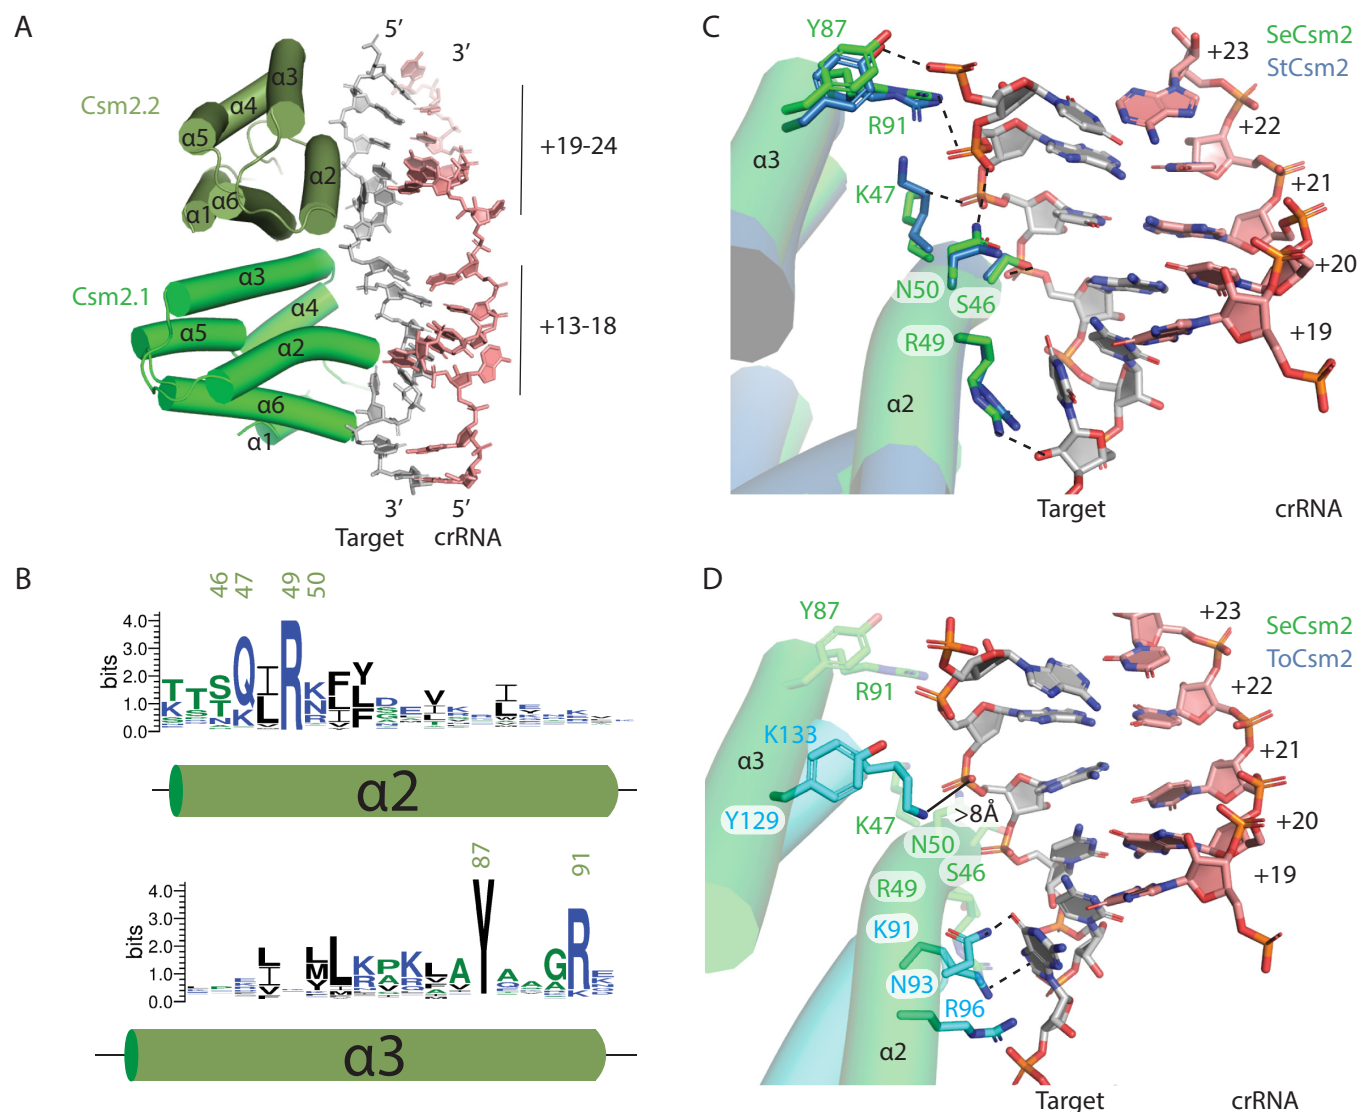 A
5′
3′
Csm2.2
α3
α4
α5
α2
α1
α6
+19-24
Csm2.1
α3
α4
α5
α2
α6
α1
+13-18
3′
5′
Target
crRNA
B
46
47
49
50
bits
4.0
3.0
2.0
1.0
0.0
α2
87
91
bits
4.0
3.0
2.0
1.0
0.0
α3
C
Y87
+23
SeCsm2
StCsm2
R91
+22
α3
K47
+21
N50
S46
+20
R49
+19
α2
Target
crRNA
D
Y87
+23
SeCsm2
ToCsm2
R91
+22
K133
α3
+21
Y129
>8Å
K47
N50
+20
S46
R49
+19
K91
N93
R96
α2
Target
crRNA